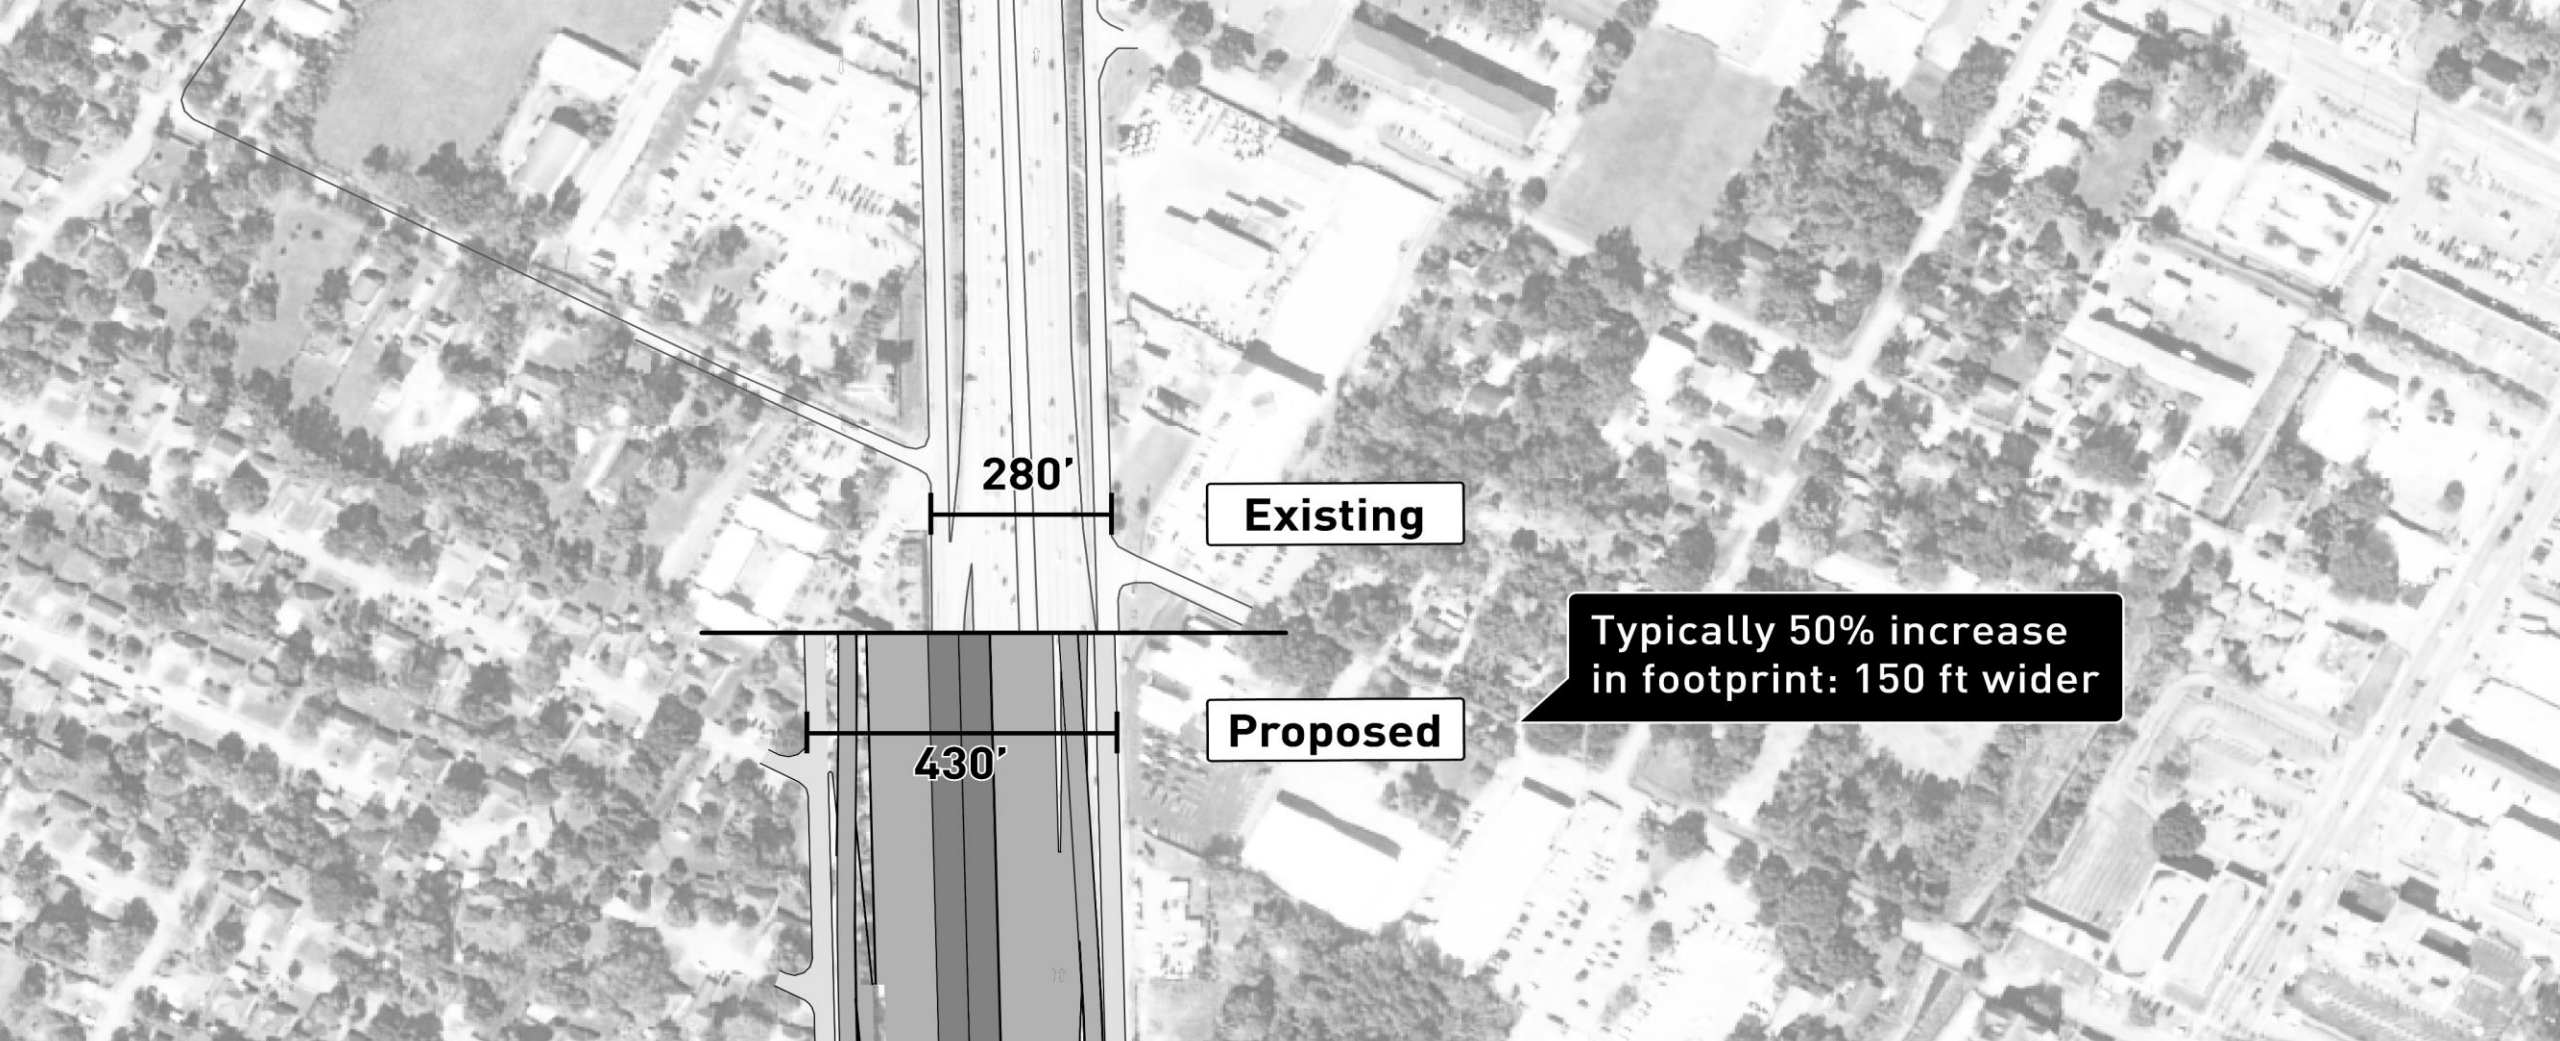 280’
Existing
Typically 50% increase
in footprint: 150 ft wider
Proposed
430’